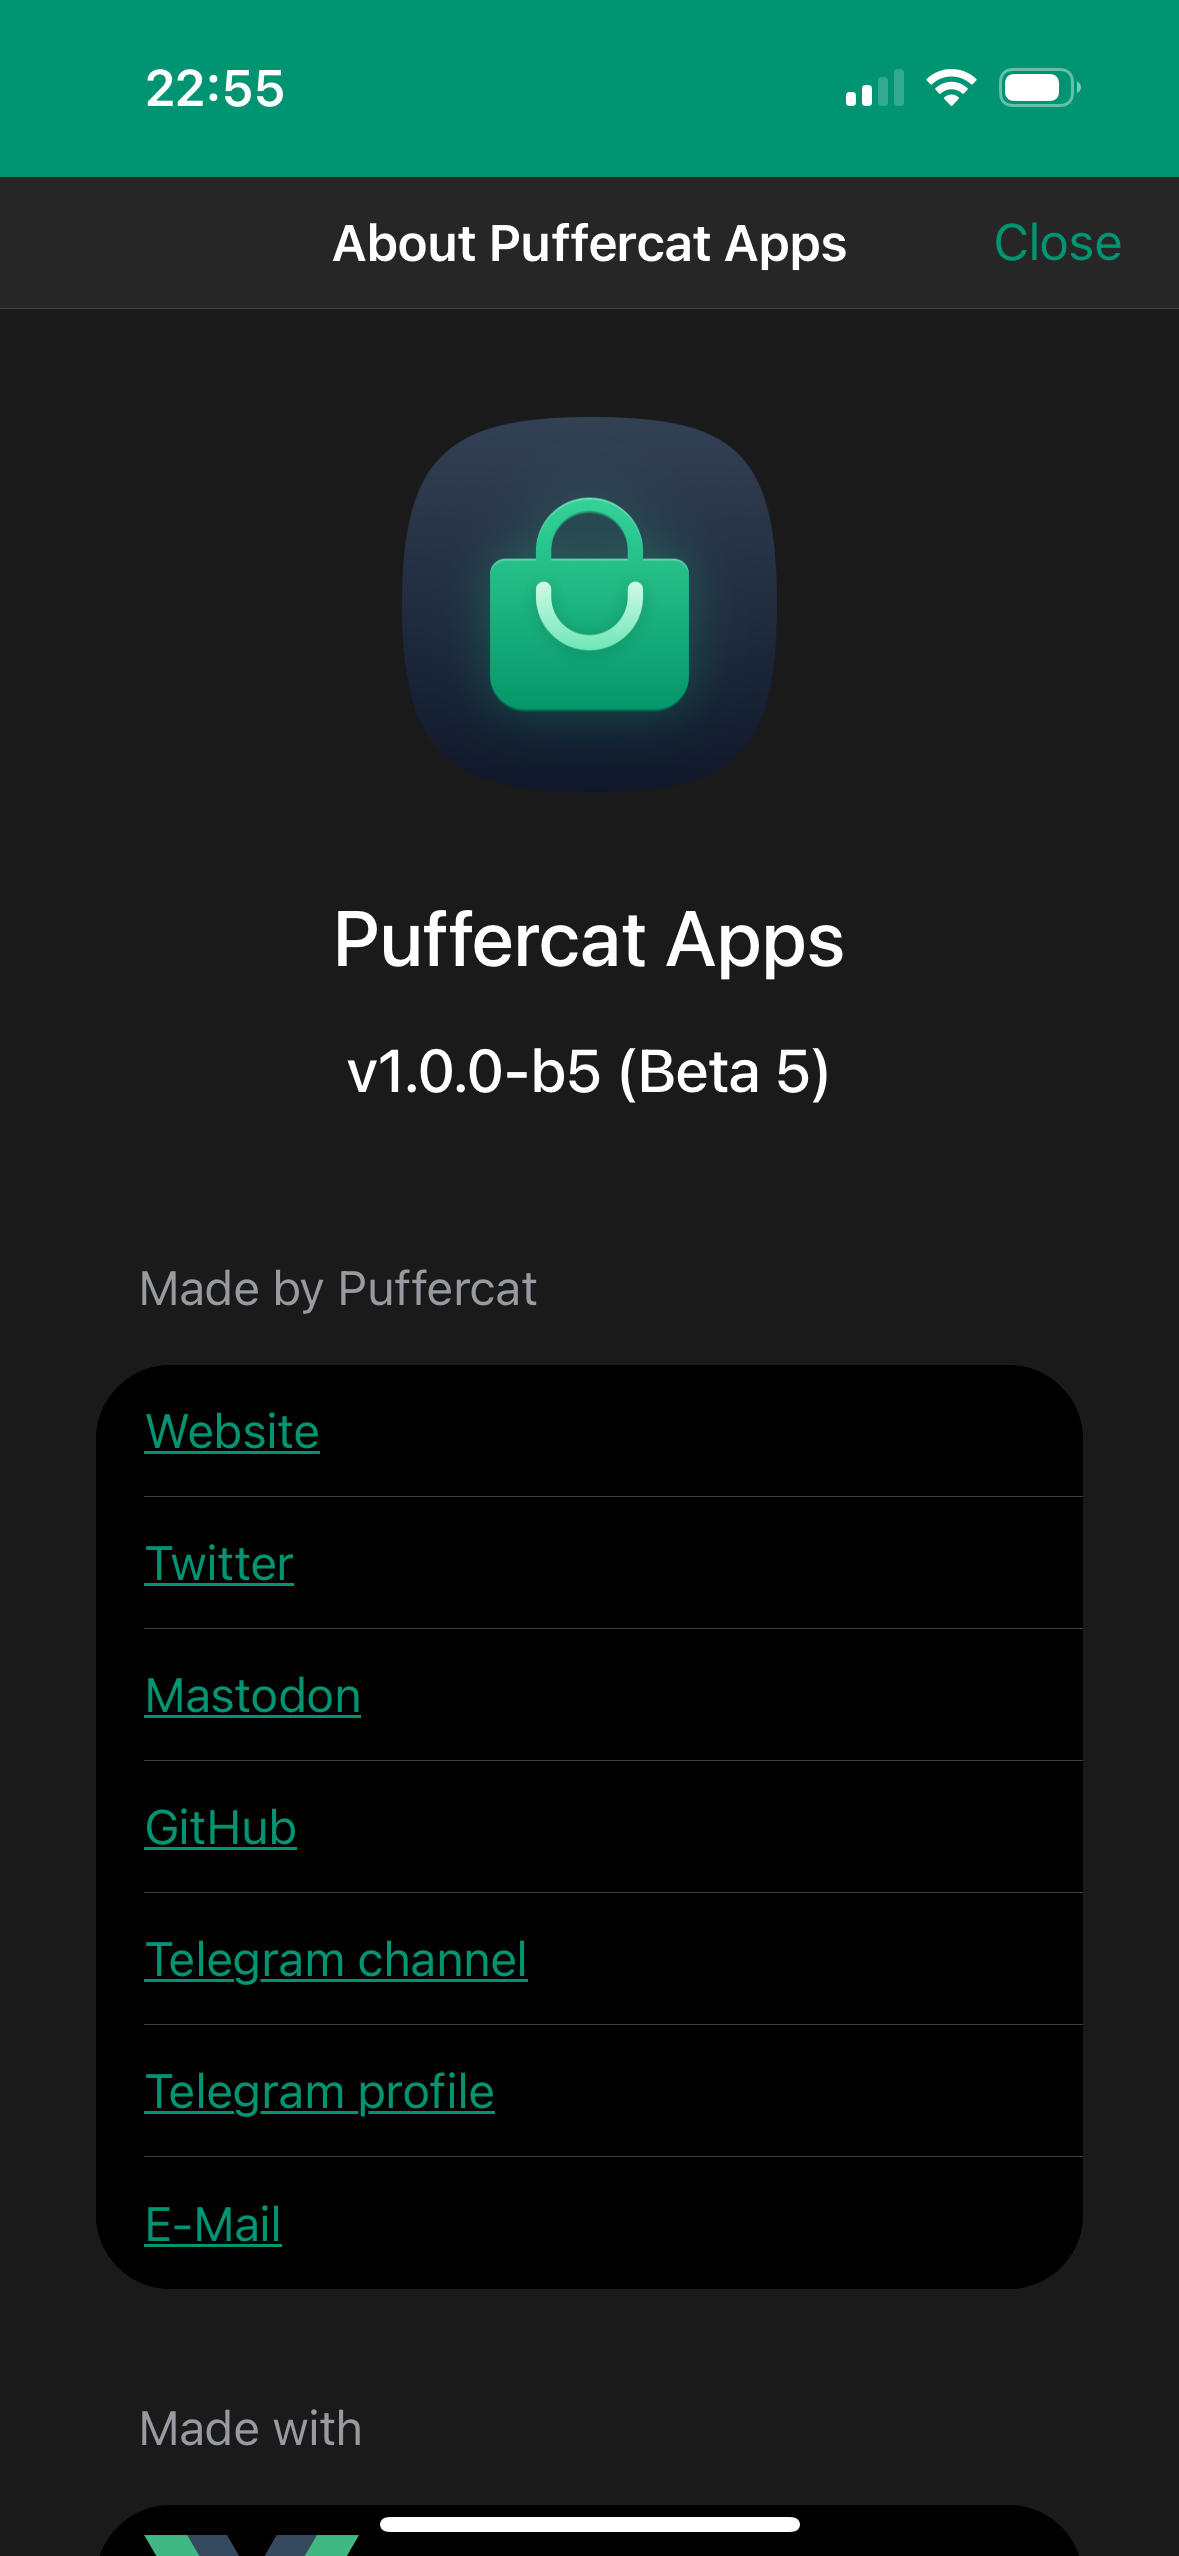 22:55
About Puffercat Apps
Close
Puffercat Apps
v1.0.0-b5 (Beta 5)
Made by Puffercat
Website
Twitter
Mastodon
GitHub
Telegram channel
Telegram profile
E-Mail
Made with